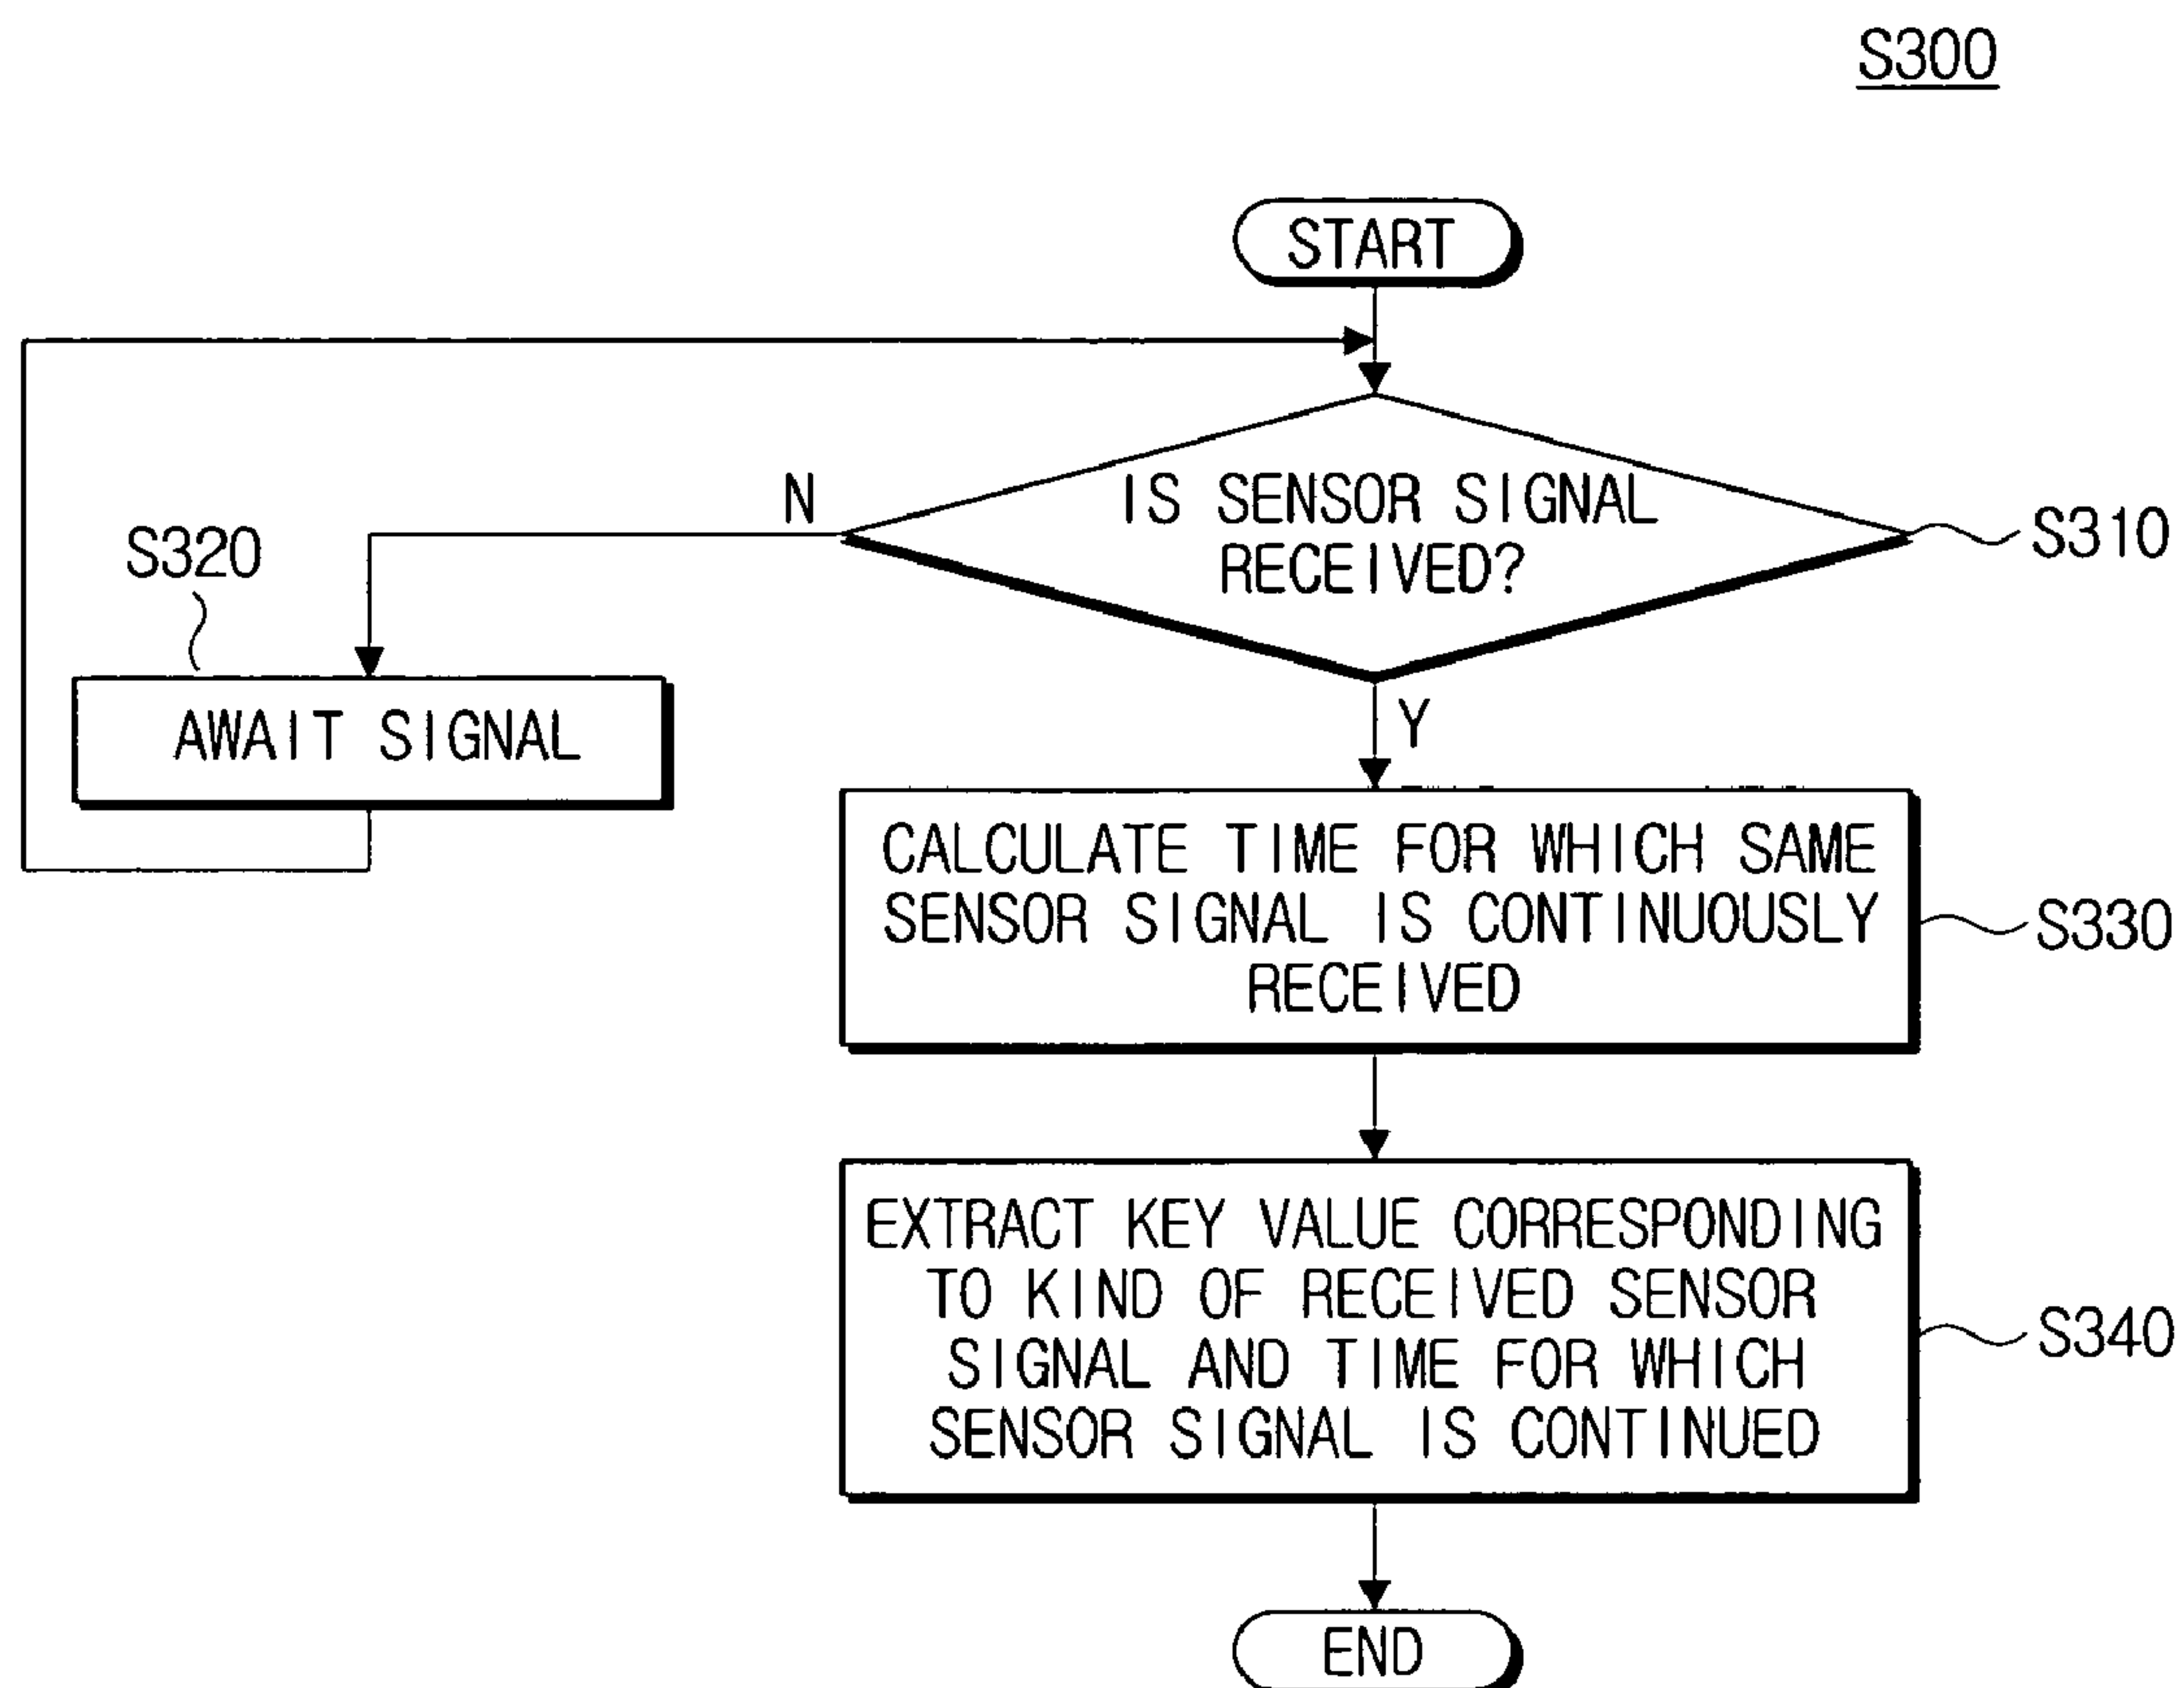 S300
START
N
IS SENSOR SIGNAL
RECEIVED?
S310
S320
AWAIT SIGNAL
Y
CALCULATE TIME FOR WHICH SAME
SENSOR SIGNAL IS CONTINUOUSLY
RECEIVED
S330
EXTRACT KEY VALUE CORRESPONDING
TO KIND OF RECEIVED SENSOR
SIGNAL AND TIME FOR WHICH
SENSOR SIGNAL IS CONTINUED
S340
END